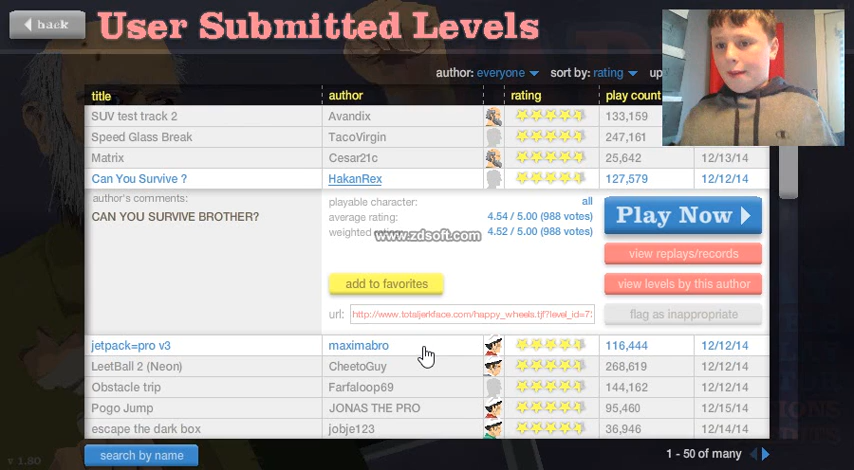 back
User Submitted Levels
author: everyone sort by: rating
title author rating play count
SUV test track 2 Avandix 133,159
Speed Glass Break TacoVirgin 247,161
Matrix Cesar21c 25,642 12/13/14
Can You Survive ? HakanRex 127,579 12/12/14
author's comments:
CAN YOU SURVIVE BROTHER?
playable character: all
average rating: 4.54 / 5.00 (988 votes)
weighted 4.52 / 5.00 (988 votes)
www.zdsoft.com
Play Now
view replays/records
add to favorites
view levels by this author
url: http://www.totaljerkface.com/happy_wheels.tjf?level_id=7
flag as inappropriate
jetpack=pro v3 maximabro 116,444 12/12/14
LeetBall 2 (Neon) CheetoGuy 268,619 12/12/14
Obstacle trip Farfaloop69 144,162 12/12/14
Pogo Jump JONAS THE PRO 95,460 12/15/14
escape the dark box jobje123 36,946 12/14/14
search by name
1 - 50 of many
v 1.80